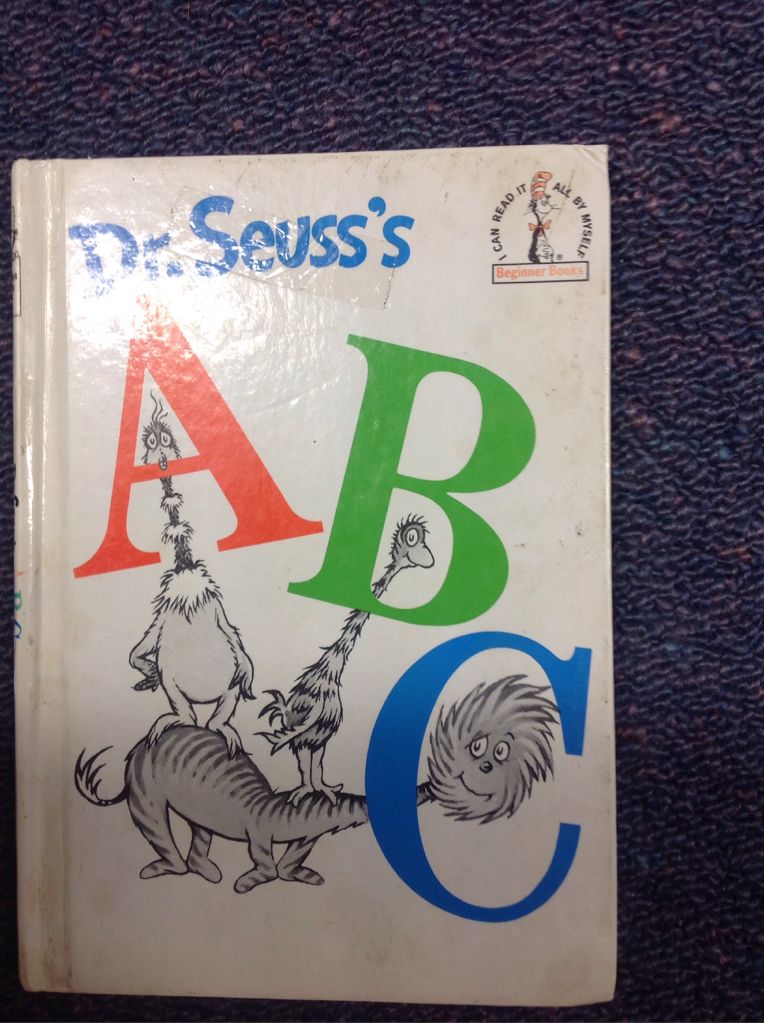 Dr. Seuss's
I CAN READ IT ALL BY MYSELF
Beginner Books
A
B
C